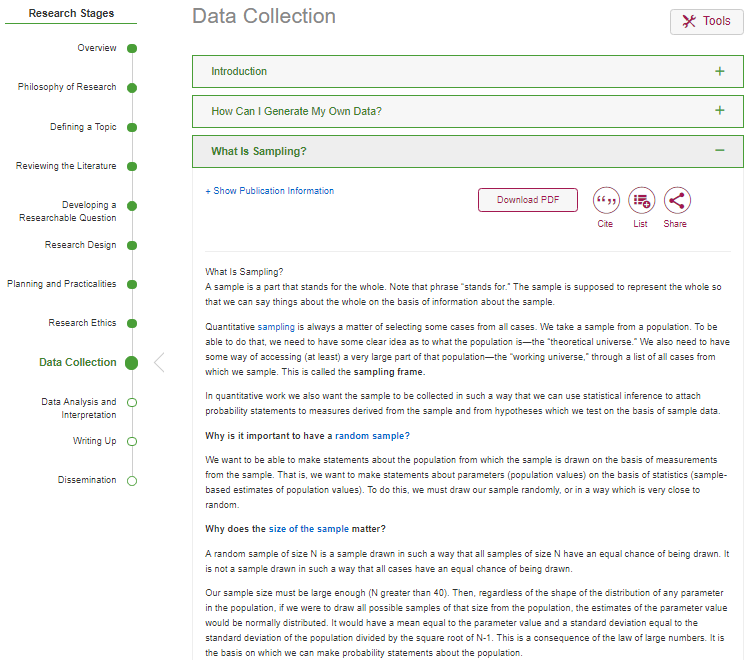 Research Stages
Overview
Philosophy of Research
Defining a Topic
Reviewing the Literature
Developing a
Researchable Question
Research Design
Planning and Practicalities
Research Ethics
Data Collection
Data Analysis and
Interpretation
Writing Up
Dissemination
Data Collection
Tools
Introduction
How Can I Generate My Own Data?
What Is Sampling?
+ Show Publication Information
Download PDF
Cite
List
Share
What Is Sampling?
A sample is a part that stands for the whole. Note that phrase “stands for.” The sample is supposed to represent the whole so
that we can say things about the whole on the basis of information about the sample.
Quantitative sampling is always a matter of selecting some cases from all cases. We take a sample from a population. To be
able to do that, we need to have some clear idea as to what the population is—the “theoretical universe.” We also need to have
some way of accessing (at least) a very large part of that population—the “working universe,” through a list of all cases from
which we sample. This is called the sampling frame.
In quantitative work we also want the sample to be collected in such a way that we can use statistical inference to attach
probability statements to measures derived from the sample and from hypotheses which we test on the basis of sample data.
Why is it important to have a random sample?
We want to be able to make statements about the population from which the sample is drawn on the basis of measurements
from the sample. That is, we want to make statements about parameters (population values) on the basis of statistics (sample-
based estimates of population values). To do this, we must draw our sample randomly, or in a way which is very close to
random.
Why does the size of the sample matter?
A random sample of size N is a sample drawn in such a way that all samples of size N have an equal chance of being drawn. It
is not a sample drawn in such a way that all cases have an equal chance of being drawn.
Our sample size must be large enough (N greater than 40). Then, regardless of the shape of the distribution of any parameter
in the population, if we were to draw all possible samples of that size from the population, the estimates of the parameter value
would be normally distributed. It would have a mean equal to the parameter value and a standard deviation equal to the
standard deviation of the population divided by the square root of N-1. This is a consequence of the law of large numbers. It is
the basis on which we can make probability statements about the population.